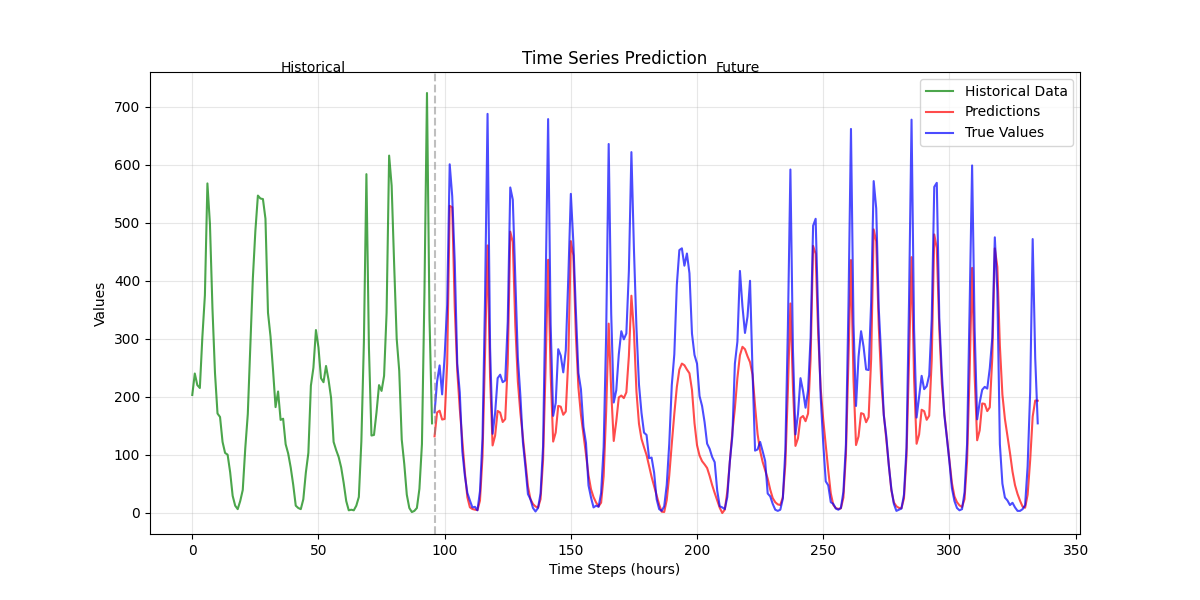 Time Series Prediction
Historical
Future
Historical Data
Predictions
True Values
Values
700
600
500
400
300
200
100
0
0
50
100
150
200
250
300
350
Time Steps (hours)